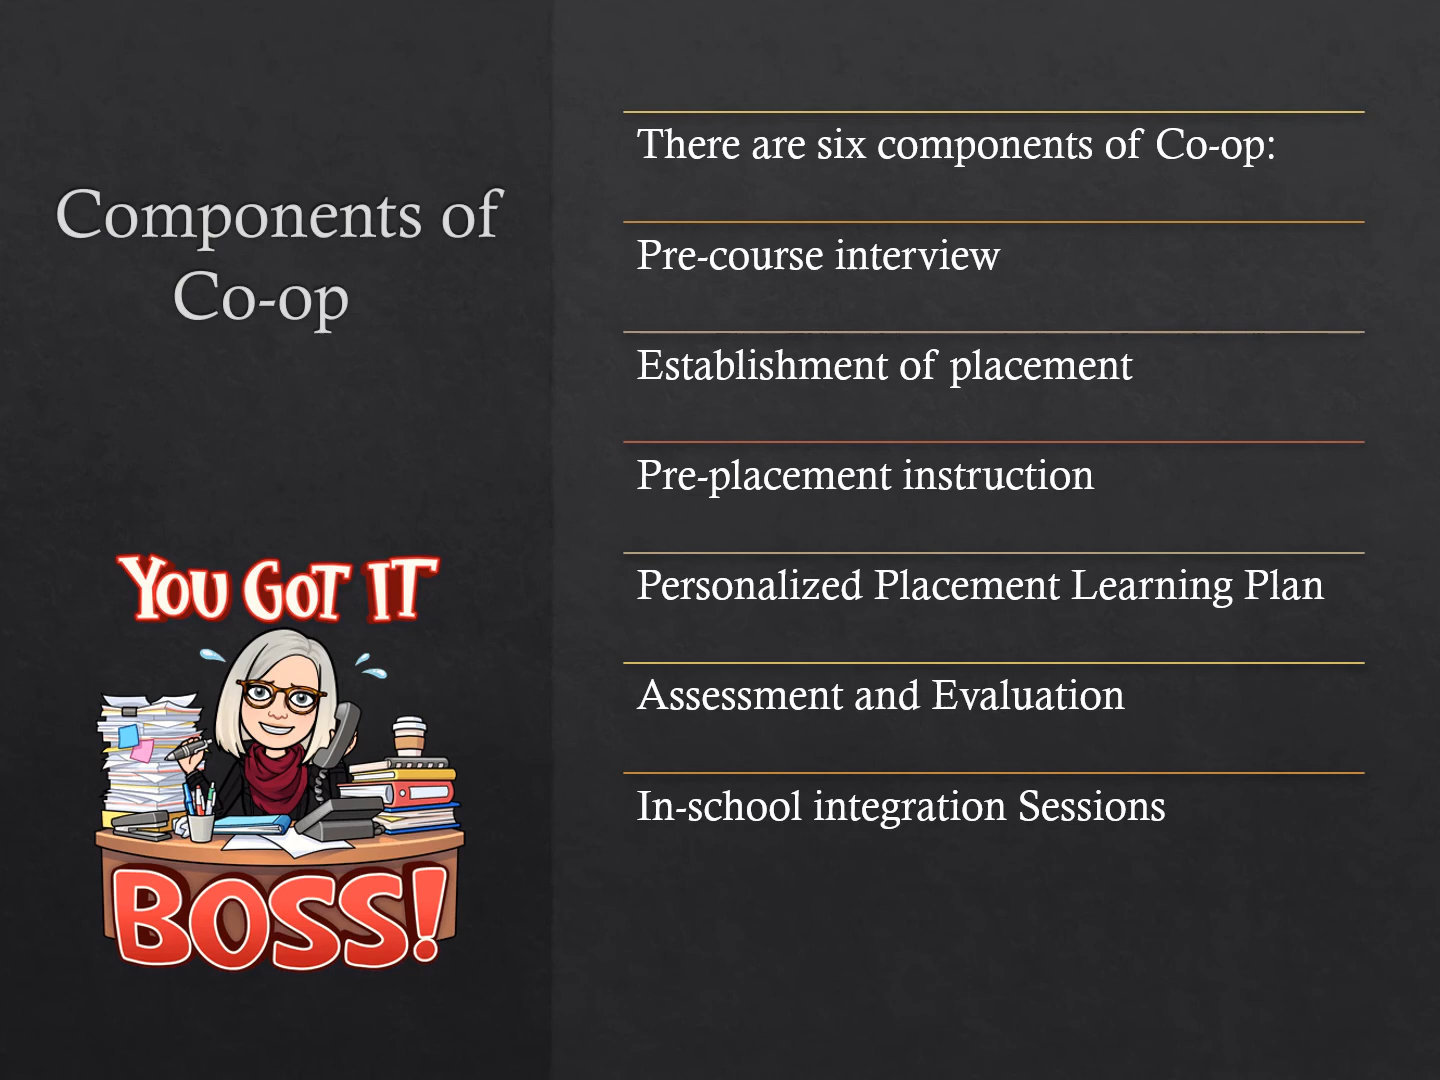 Components of
Co-op
There are six components of Co-op:
Pre-course interview
Establishment of placement
Pre-placement instruction
Personalized Placement Learning Plan
Assessment and Evaluation
In-school integration Sessions
YOU GOT IT
BOSS!